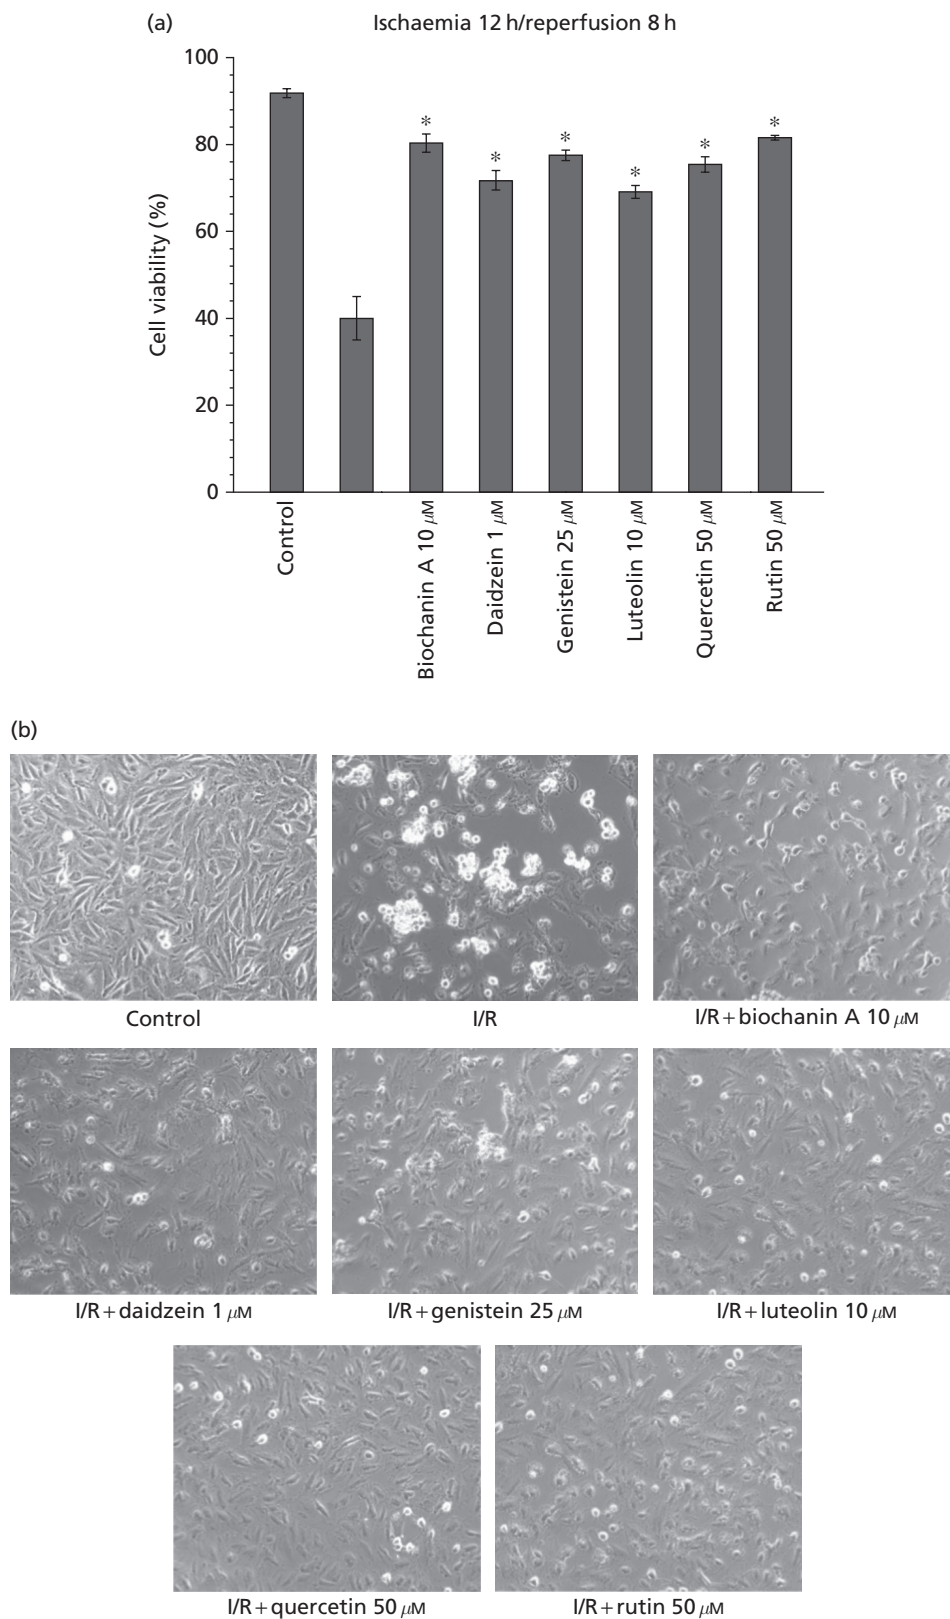 (a)
Ischaemia 12 h/reperfusion 8 h
Cell viability (%)
100
80
60
40
20
0
*
*
*
*
*
*
Control
Biochanin A 10 μM
Daidzein 1 μM
Genistein 25 μM
Luteolin 10 μM
Quercetin 50 μM
Rutin 50 μM
(b)
Control
I/R
I/R + biochanin A 10 μM
I/R + daidzein 1 μM
I/R + genistein 25 μM
I/R + luteolin 10 μM
I/R + quercetin 50 μM
I/R + rutin 50 μM